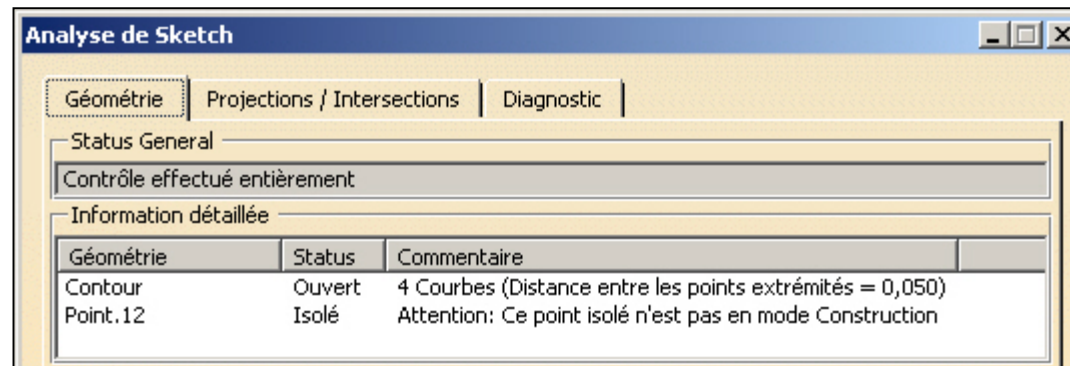 Analyse de Sketch
Géométrie Projections / Intersections Diagnostic
Status General
Contrôle effectué entièrement
Information détaillée
Géométrie Status Commentaire
Contour Ouvert 4 Courbes (Distance entre les points extrémités = 0,050)
Point.12 Isolé Attention: Ce point isolé n'est pas en mode Construction